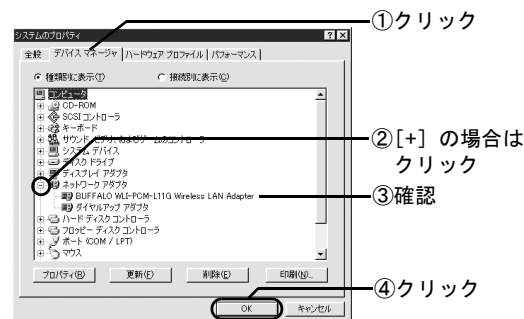 システムのプロパティ
全般 デバイス マネージャ ハードウェア プロファイル パフォーマンス
種類別に表示(T) 接続別に表示(C)
コンピュータ
CD-ROM
SCSI コントローラ
キーボード
サウンド、ビデオ、およびゲームのコントローラ
システム デバイス
ディスク ドライブ
ディスプレイ アダプタ
ネットワーク アダプタ
BUFFALO WLI-PCM-L11G Wireless LAN Adapter
ダイヤルアップ アダプタ
ハード ディスク コントローラ
フロッピー ディスク コントローラ
ポート (COM / LPT)
マウス
プロパティ(R) 更新(F) 削除(E) 印刷(N)...
OK キャンセル
①クリック
②[+] の場合は
クリック
③確認
④クリック